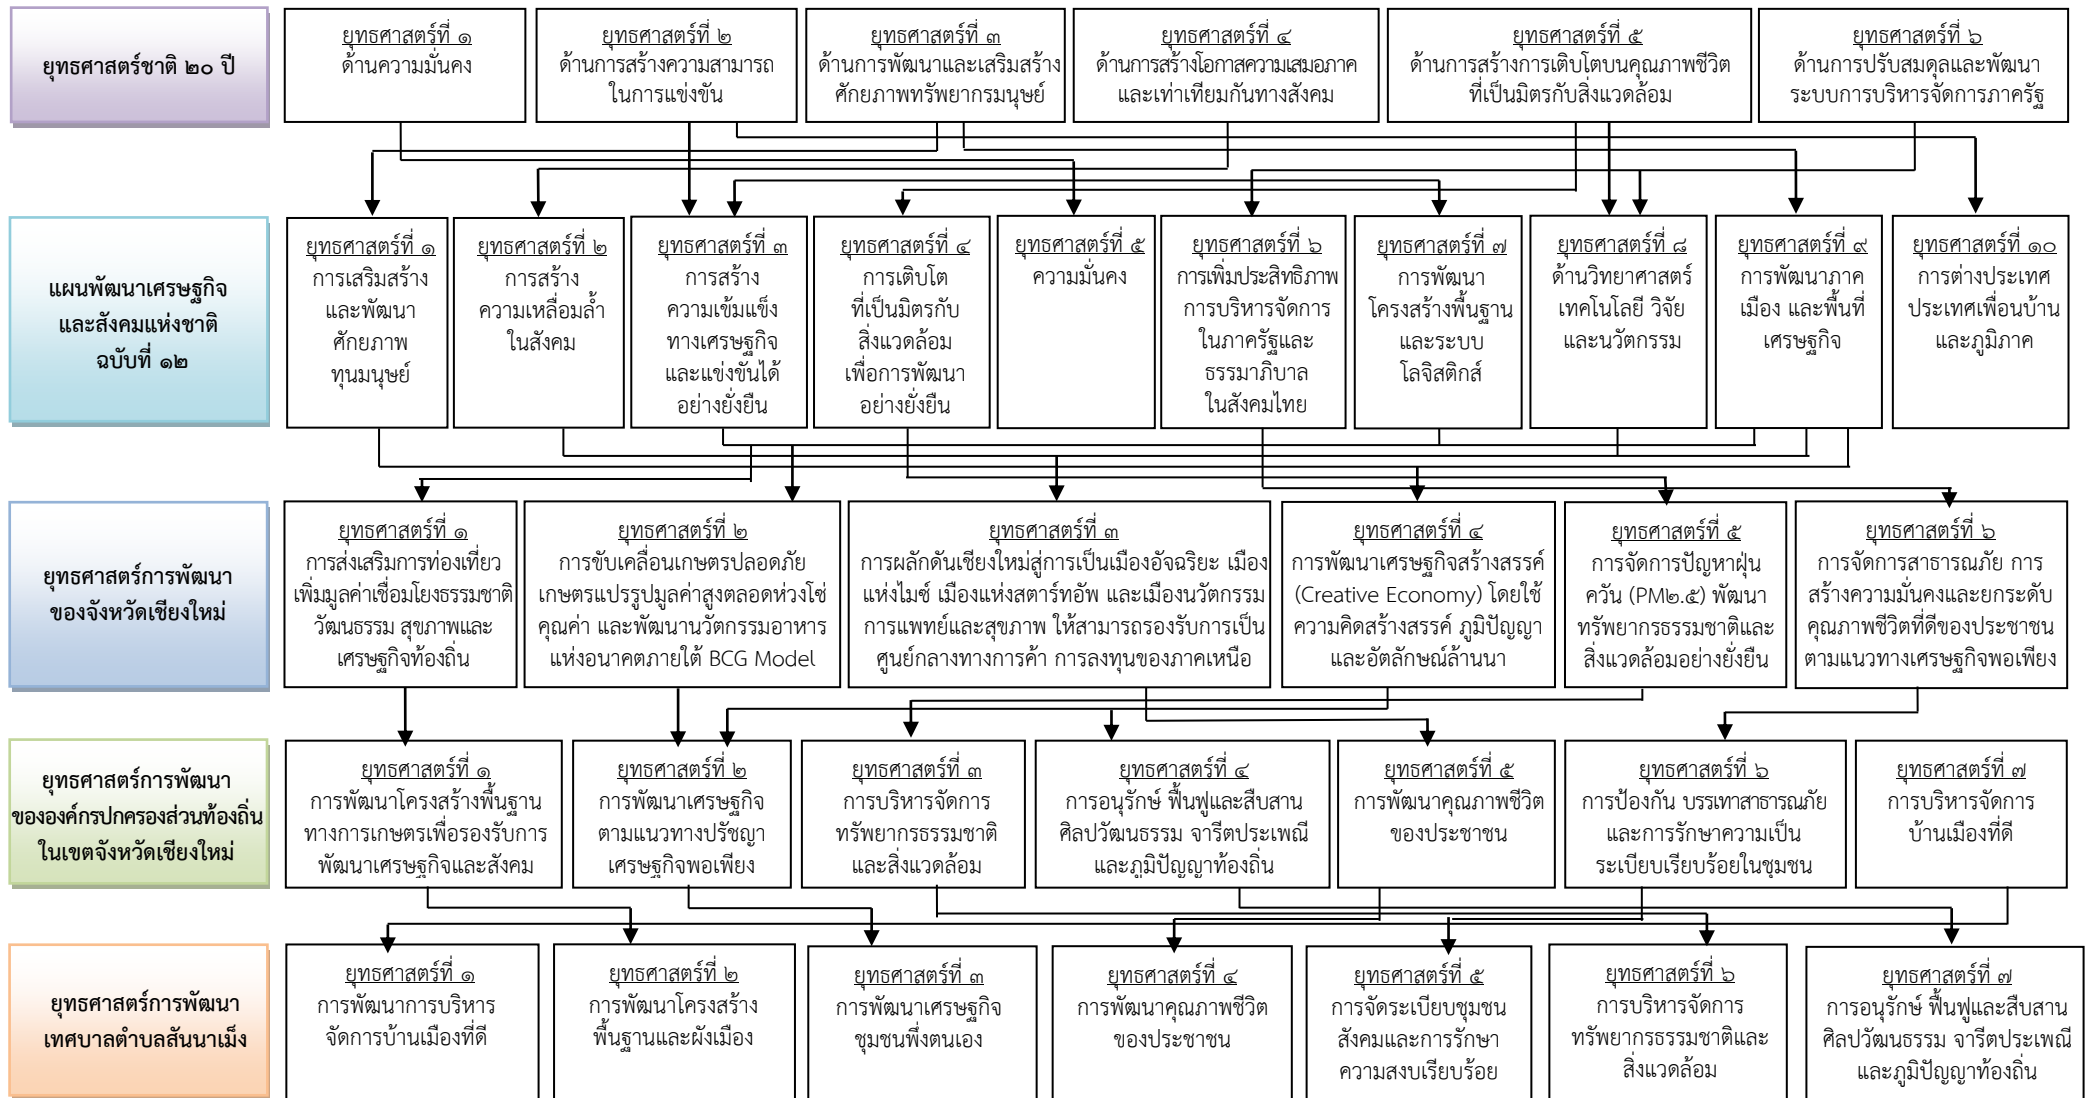 ยุทธศาสตร์ชาติ ๒๐ ปี
ยุทธศาสตร์ที่ ๑
ด้านความมั่นคง
ยุทธศาสตร์ที่ ๒
ด้านการสร้างความสามารถ
ในการแข่งขัน
ยุทธศาสตร์ที่ ๓
ด้านการพัฒนาและเสริมสร้าง
ศักยภาพทรัพยากรมนุษย์
ยุทธศาสตร์ที่ ๔
ด้านการสร้างโอกาสความเสมอภาค
และเท่าเทียมกันทางสังคม
ยุทธศาสตร์ที่ ๕
ด้านการสร้างการเติบโตบนคุณภาพชีวิต
ที่เป็นมิตรกับสิ่งแวดล้อม
ยุทธศาสตร์ที่ ๖
ด้านการปรับสมดุลและพัฒนา
ระบบการบริหารจัดการภาครัฐ
แผนพัฒนาเศรษฐกิจ
และสังคมแห่งชาติ
ฉบับที่ ๑๒
ยุทธศาสตร์ที่ ๑
การเสริมสร้าง
และพัฒนา
ศักยภาพ
ทุนมนุษย์
ยุทธศาสตร์ที่ ๒
การสร้าง
ความเหลื่อมล้ำ
ในสังคม
ยุทธศาสตร์ที่ ๓
การสร้าง
ความเข้มแข็ง
ทางเศรษฐกิจ
และแข่งขันได้
อย่างยั่งยืน
ยุทธศาสตร์ที่ ๔
การเติบโต
ที่เป็นมิตรกับ
สิ่งแวดล้อม
เพื่อการพัฒนา
อย่างยั่งยืน
ยุทธศาสตร์ที่ ๕
ความมั่นคง
ยุทธศาสตร์ที่ ๖
การเพิ่มประสิทธิภาพ
การบริหารจัดการ
ในภาครัฐและ
ธรรมาภิบาล
ในสังคมไทย
ยุทธศาสตร์ที่ ๗
การพัฒนา
โครงสร้างพื้นฐาน
และระบบ
โลจิสติกส์
ยุทธศาสตร์ที่ ๘
ด้านวิทยาศาสตร์
เทคโนโลยี วิจัย
และนวัตกรรม
ยุทธศาสตร์ที่ ๙
การพัฒนาภาค
เมือง และพื้นที่
เศรษฐกิจ
ยุทธศาสตร์ที่ ๑๐
การต่างประเทศ
ประเทศเพื่อนบ้าน
และภูมิภาค
ยุทธศาสตร์การพัฒนา
ของจังหวัดเชียงใหม่
ยุทธศาสตร์ที่ ๑
การส่งเสริมการท่องเที่ยว
เพิ่มมูลค่าเชื่อมโยงธรรมชาติ
วัฒนธรรม สุขภาพและ
เศรษฐกิจท้องถิ่น
ยุทธศาสตร์ที่ ๒
การขับเคลื่อนเกษตรปลอดภัย
เกษตรแปรรูปมูลค่าสูงตลอดห่วงโซ่
คุณค่า และพัฒนานวัตกรรมอาหาร
แห่งอนาคตภายใต้ BCG Model
ยุทธศาสตร์ที่ ๓
การผลักดันเชียงใหม่สู่การเป็นเมืองอัจฉริยะ เมือง
แห่งไมซ์ เมืองแห่งสตาร์ทอัพ และเมืองนวัตกรรม
การแพทย์และสุขภาพ ให้สามารถรองรับการเป็น
ศูนย์กลางทางการค้า การลงทุนของภาคเหนือ
ยุทธศาสตร์ที่ ๔
การพัฒนาเศรษฐกิจสร้างสรรค์
(Creative Economy) โดยใช้
ความคิดสร้างสรรค์ ภูมิปัญญา
และอัตลักษณ์ล้านนา
ยุทธศาสตร์ที่ ๕
การจัดการปัญหาฝุ่น
ควัน (PM๒.๕) พัฒนา
ทรัพยากรธรรมชาติและ
สิ่งแวดล้อมอย่างยั่งยืน
ยุทธศาสตร์ที่ ๖
การจัดการสาธารณภัย การ
สร้างความมั่นคงและยกระดับ
คุณภาพชีวิตที่ดีของประชาชน
ตามแนวทางเศรษฐกิจพอเพียง
ยุทธศาสตร์การพัฒนา
ขององค์กรปกครองส่วนท้องถิ่น
ในเขตจังหวัดเชียงใหม่
ยุทธศาสตร์ที่ ๑
การพัฒนาโครงสร้างพื้นฐาน
ทางการเกษตรเพื่อรองรับการ
พัฒนาเศรษฐกิจและสังคม
ยุทธศาสตร์ที่ ๒
การพัฒนาเศรษฐกิจ
ตามแนวทางปรัชญา
เศรษฐกิจพอเพียง
ยุทธศาสตร์ที่ ๓
การบริหารจัดการ
ทรัพยากรธรรมชาติ
และสิ่งแวดล้อม
ยุทธศาสตร์ที่ ๔
การอนุรักษ์ ฟื้นฟูและสืบสาน
ศิลปวัฒนธรรม จารีตประเพณี
และภูมิปัญญาท้องถิ่น
ยุทธศาสตร์ที่ ๕
การพัฒนาคุณภาพชีวิต
ของประชาชน
ยุทธศาสตร์ที่ ๖
การป้องกัน บรรเทาสาธารณภัย
และการรักษาความเป็น
ระเบียบเรียบร้อยในชุมชน
ยุทธศาสตร์ที่ ๗
การบริหารจัดการ
บ้านเมืองที่ดี
ยุทธศาสตร์การพัฒนา
เทศบาลตำบลสันนาเม็ง
ยุทธศาสตร์ที่ ๑
การพัฒนาการบริหาร
จัดการบ้านเมืองที่ดี
ยุทธศาสตร์ที่ ๒
การพัฒนาโครงสร้าง
พื้นฐานและผังเมือง
ยุทธศาสตร์ที่ ๓
การพัฒนาเศรษฐกิจ
ชุมชนพึ่งตนเอง
ยุทธศาสตร์ที่ ๔
การพัฒนาคุณภาพชีวิต
ของประชาชน
ยุทธศาสตร์ที่ ๕
การจัดระเบียบชุมชน
สังคมและการรักษา
ความสงบเรียบร้อย
ยุทธศาสตร์ที่ ๖
การบริหารจัดการ
ทรัพยากรธรรมชาติและ
สิ่งแวดล้อม
ยุทธศาสตร์ที่ ๗
การอนุรักษ์ ฟื้นฟูและสืบสาน
ศิลปวัฒนธรรม จารีตประเพณี
และภูมิปัญญาท้องถิ่น